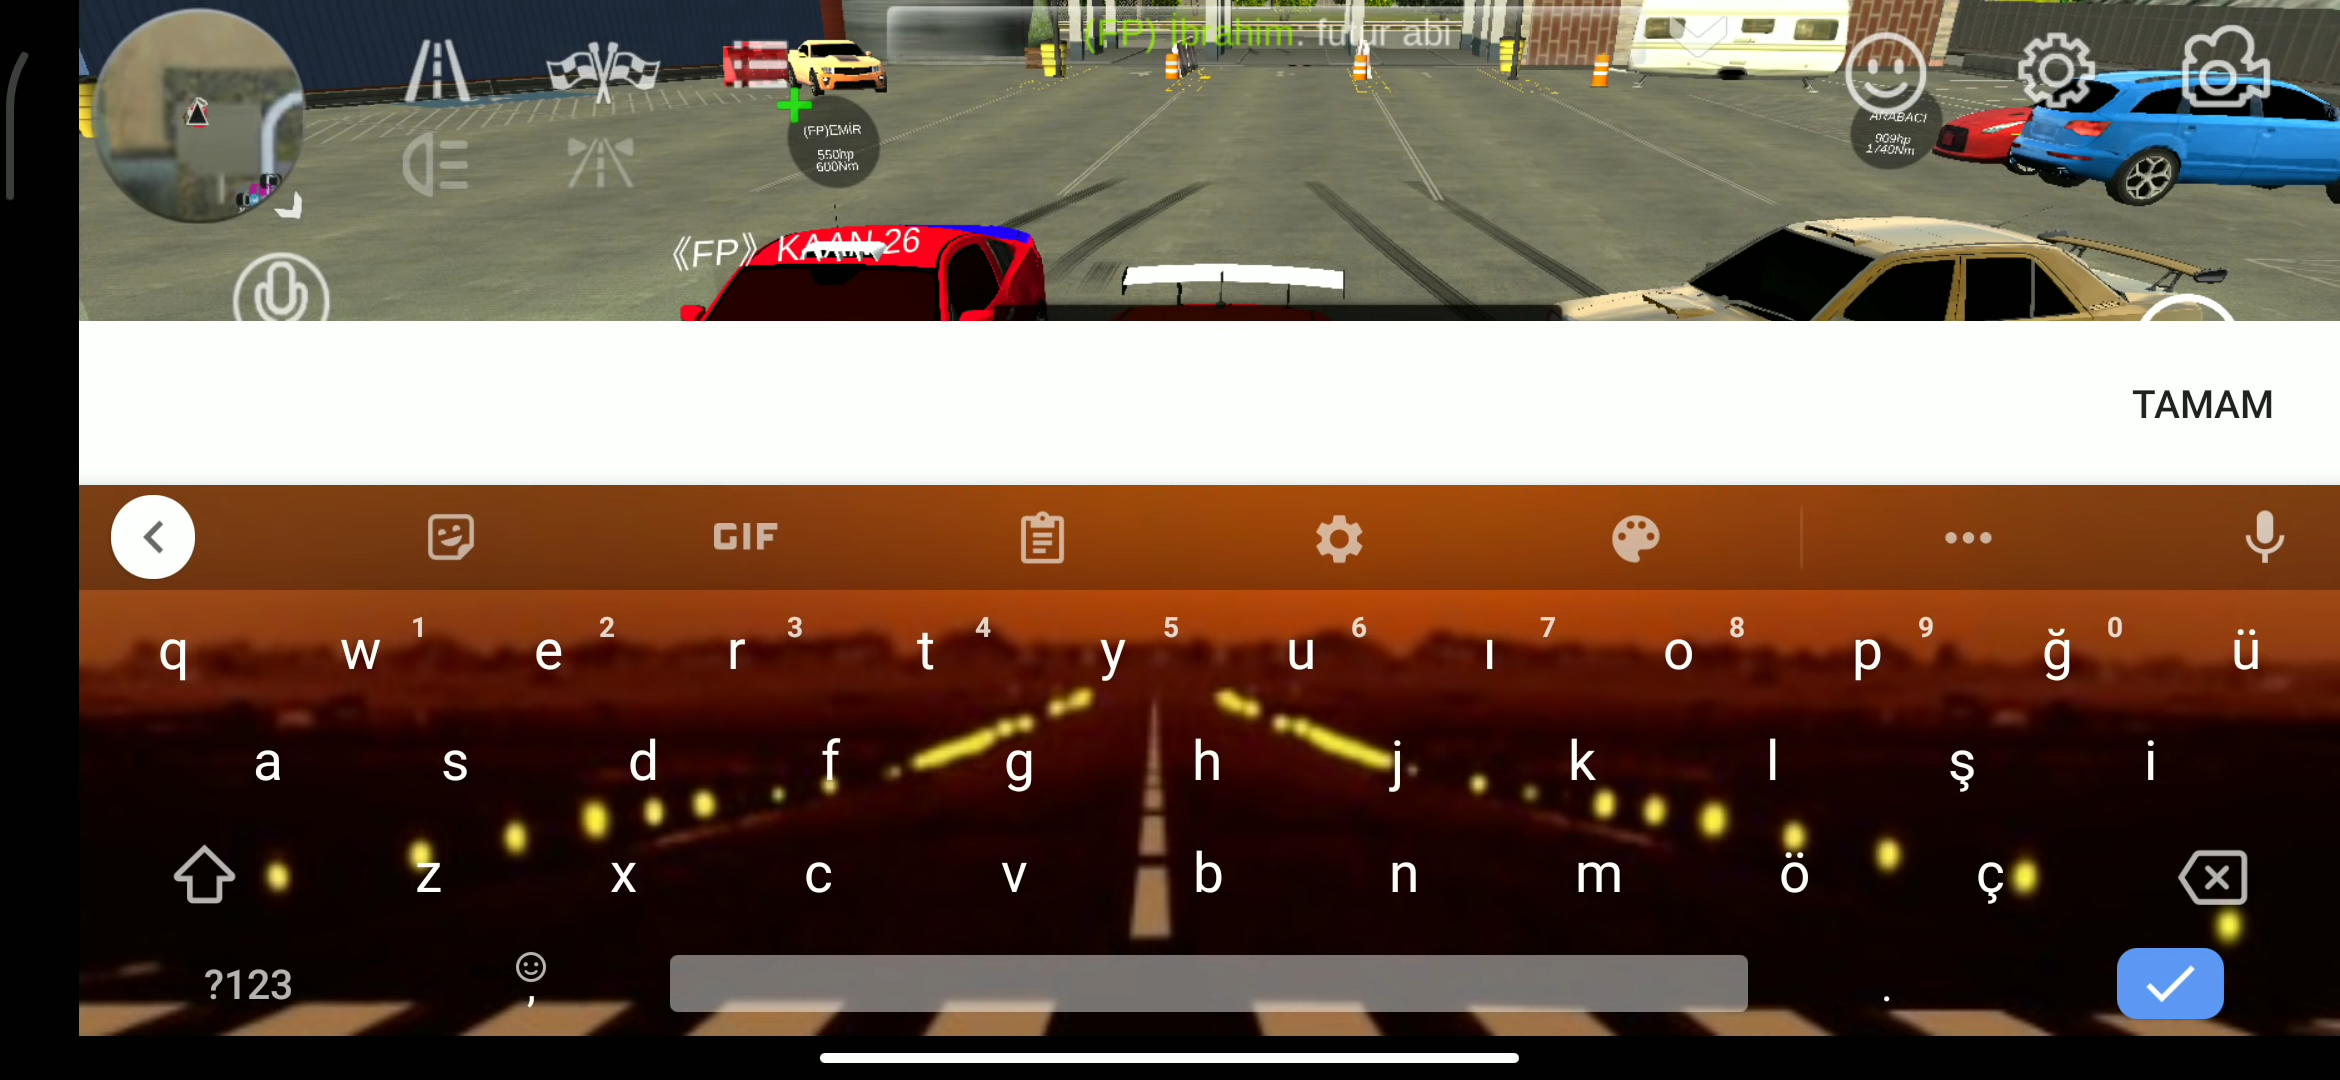 (FP) İbrahim: futur abi
(FP)EMİR
550hp
600Nm
ARABACI
909hp
1740Nm
《FP》 KAAN 26
TAMAM
GIF
q w 1 e 2 r 3 t 4 y 5 u 6 ı 7 o 8 p 9 ğ 0 ü
a s d f g h j k l ş i
z x c v b n m ö ç
?123 , .